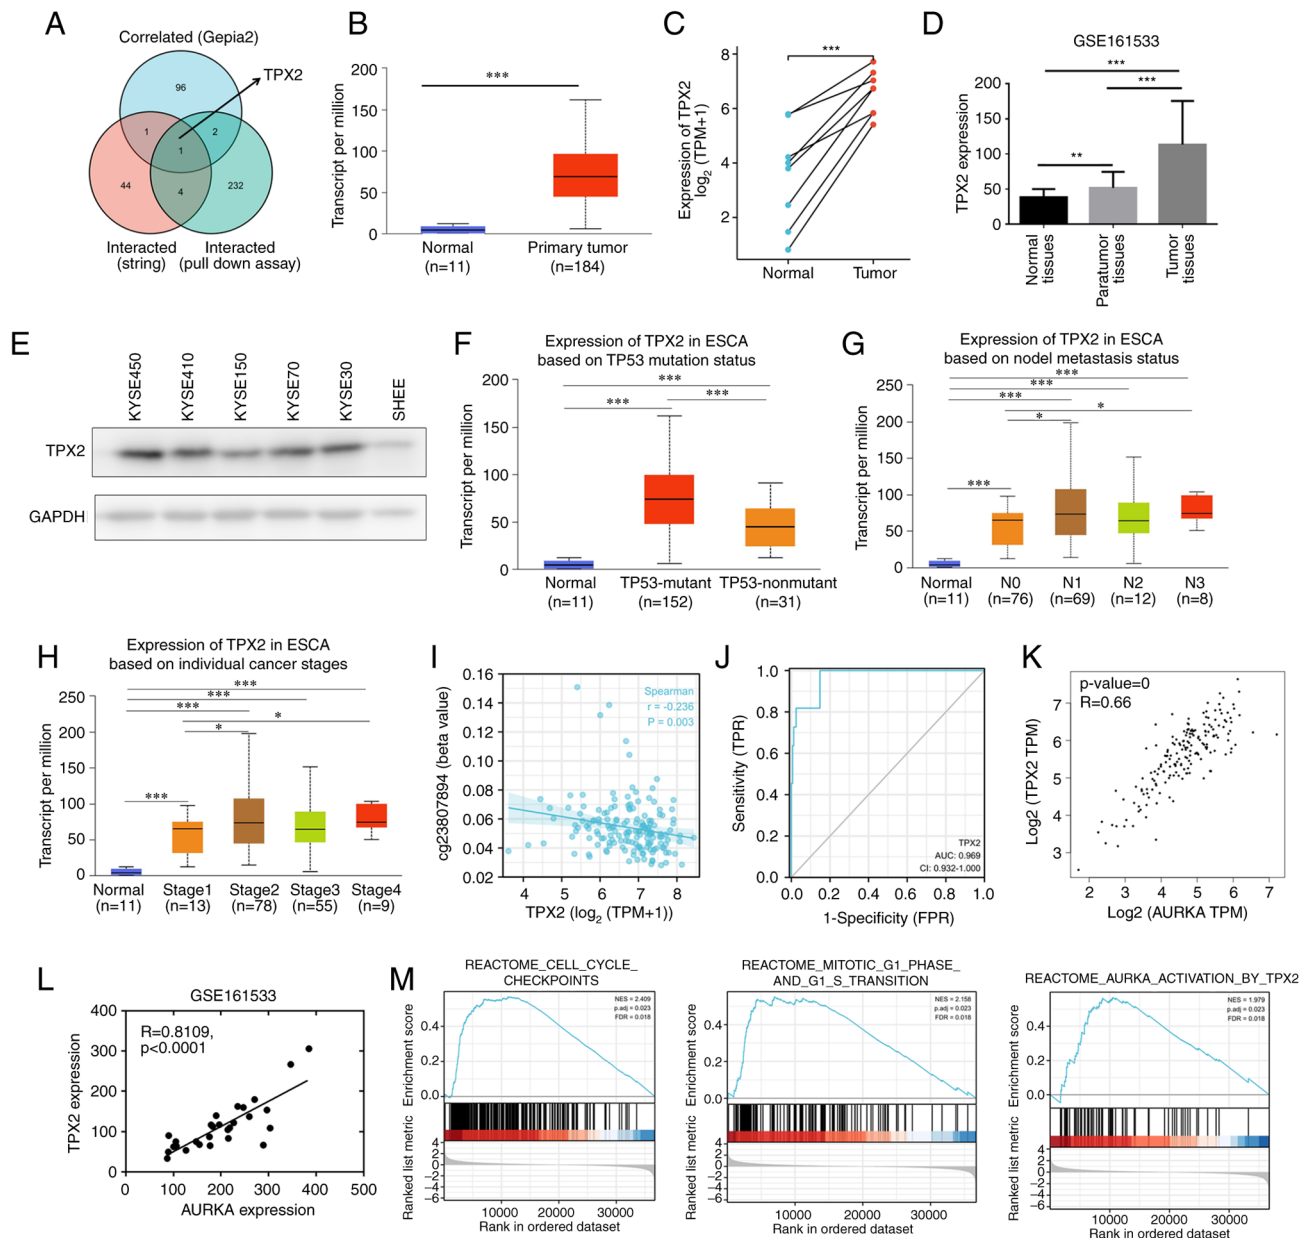 A
Correlated (Gepia2)
TPX2
96
1
2
1
44
4
232
Interacted
(string)
Interacted
(pull down assay)
B
***
Transcript per million
200
150
100
50
0
Normal
(n=11)
Primary tumor
(n=184)
C
***
Expression of TPX2
log2 (TPM+1)
8
6
4
2
Normal
Tumor
D
GSE161533
***
***
**
TPX2 expression
200
150
100
50
0
Normal
tissues
Paratumor
tissues
Tumor
tissues
E
KYSE450
KYSE410
KYSE150
KYSE70
KYSE30
SHEE
TPX2
GAPDH
F
Expression of TPX2 in ESCA
based on TP53 mutation status
***
***
***
Transcript per million
200
150
100
50
0
Normal
(n=11)
TP53-mutant
(n=152)
TP53-nonmutant
(n=31)
G
Expression of TPX2 in ESCA
based on nodel metastasis status
***
***
***
*
*
***
Transcript per million
250
200
150
100
50
0
Normal
(n=11)
N0
(n=76)
N1
(n=69)
N2
(n=12)
N3
(n=8)
H
Expression of TPX2 in ESCA
based on individual cancer stages
***
***
***
*
*
***
Transcript per million
250
200
150
100
50
0
Normal
(n=11)
Stage1
(n=13)
Stage2
(n=78)
Stage3
(n=55)
Stage4
(n=9)
I
cg23807894 (beta value)
0.16
0.14
0.12
0.10
0.08
0.06
0.04
0.02
Spearman
r = -0.236
P = 0.003
4 5 6 7 8
TPX2 (log2 (TPM+1))
J
Sensitivity (TPR)
1.0
0.8
0.6
0.4
0.2
0.0
TPX2
AUC: 0.969
CI: 0.932-1.000
0.0 0.2 0.4 0.6 0.8 1.0
1-Specificity (FPR)
K
p-value=0
R=0.66
Log2 (TPX2 TPM)
7
6
5
4
3
2 3 4 5 6 7
Log2 (AURKA TPM)
L
GSE161533
R=0.8109,
p<0.0001
TPX2 expression
400
300
200
100
0
0 100 200 300 400 500
AURKA expression
M
REACTOME_CELL_CYCLE_
CHECKPOINTS
NES = 2.409
p.adj = 0.023
FDR = 0.018
Enrichment score
0.4
0.2
0.0
Ranked list metric
4
2
0
−2
−4
−6
10000 20000 30000
Rank in ordered dataset
REACTOME_MITOTIC_G1_PHASE_
AND_G1_S_TRANSITION
NES = 2.158
p.adj = 0.023
FDR = 0.018
Enrichment score
0.4
0.2
0.0
Ranked list metric
4
2
0
−2
−4
−6
10000 20000 30000
Rank in ordered dataset
REACTOME_AURKA_ACTIVATION_BY_TPX2
NES = 1.979
p.adj = 0.023
FDR = 0.018
Enrichment score
0.4
0.2
0.0
Ranked list metric
4
2
0
−2
−4
−6
10000 20000 30000
Rank in ordered dataset